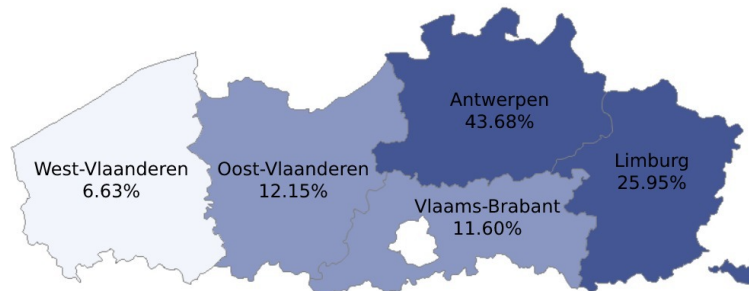 Antwerpen
43.68%
West-Vlaanderen
6.63%
Oost-Vlaanderen
12.15%
Limburg
25.95%
Vlaams-Brabant
11.60%